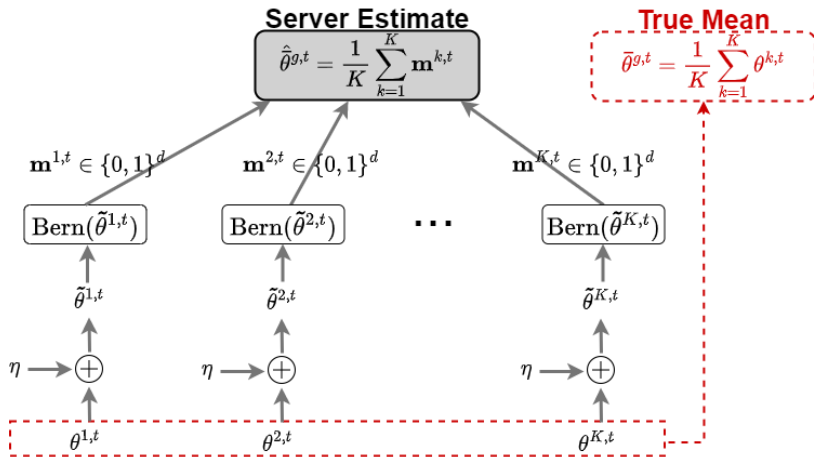 Server Estimate
True Mean
$\hat{\bar{\theta}}^{g,t} = \frac{1}{K} \sum_{k=1}^{K} \mathbf{m}^{k,t}$
$\bar{\theta}^{g,t} = \frac{1}{K} \sum_{k=1}^{K} \theta^{k,t}$
$\mathbf{m}^{1,t} \in \{0, 1\}^d$ $\mathbf{m}^{2,t} \in \{0, 1\}^d$ $\mathbf{m}^{K,t} \in \{0, 1\}^d$
$\mathrm{Bern}(\tilde{\theta}^{1,t})$ $\mathrm{Bern}(\tilde{\theta}^{2,t})$ ... $\mathrm{Bern}(\tilde{\theta}^{K,t})$
$\tilde{\theta}^{1,t}$ $\tilde{\theta}^{2,t}$ $\tilde{\theta}^{K,t}$
$\eta$ + $\eta$ + $\eta$ +
$\theta^{1,t}$ $\theta^{2,t}$ $\theta^{K,t}$